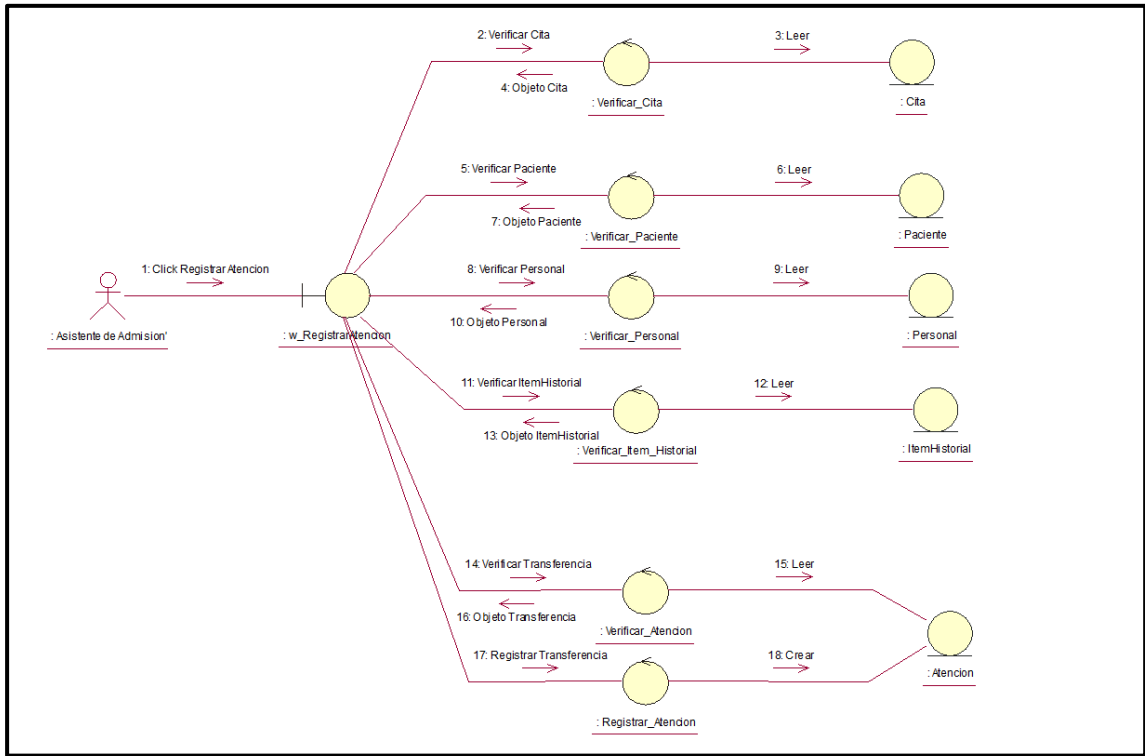 2: Verificar Cita
3: Leer
4: Objeto Cita
: Verificar_Cita
: Cita
5: Verificar Paciente
6: Leer
7: Objeto Paciente
: Verificar_Paciente
: Paciente
1: Click Registrar Atencion
8: Verificar Personal
9: Leer
10: Objeto Personal
: Asistente de Admision'
: w_RegistrarAtencion
: Verificar_Personal
: Personal
11: Verificar ItemHistorial
12: Leer
13: Objeto ItemHistorial
: Verificar_Item_Historial
: ItemHistorial
14: Verificar Transferencia
15: Leer
16: Objeto Transferencia
: Verificar_Atencion
17: Registrar Transferencia
18: Crear
: Atencion
: Registrar_Atencion